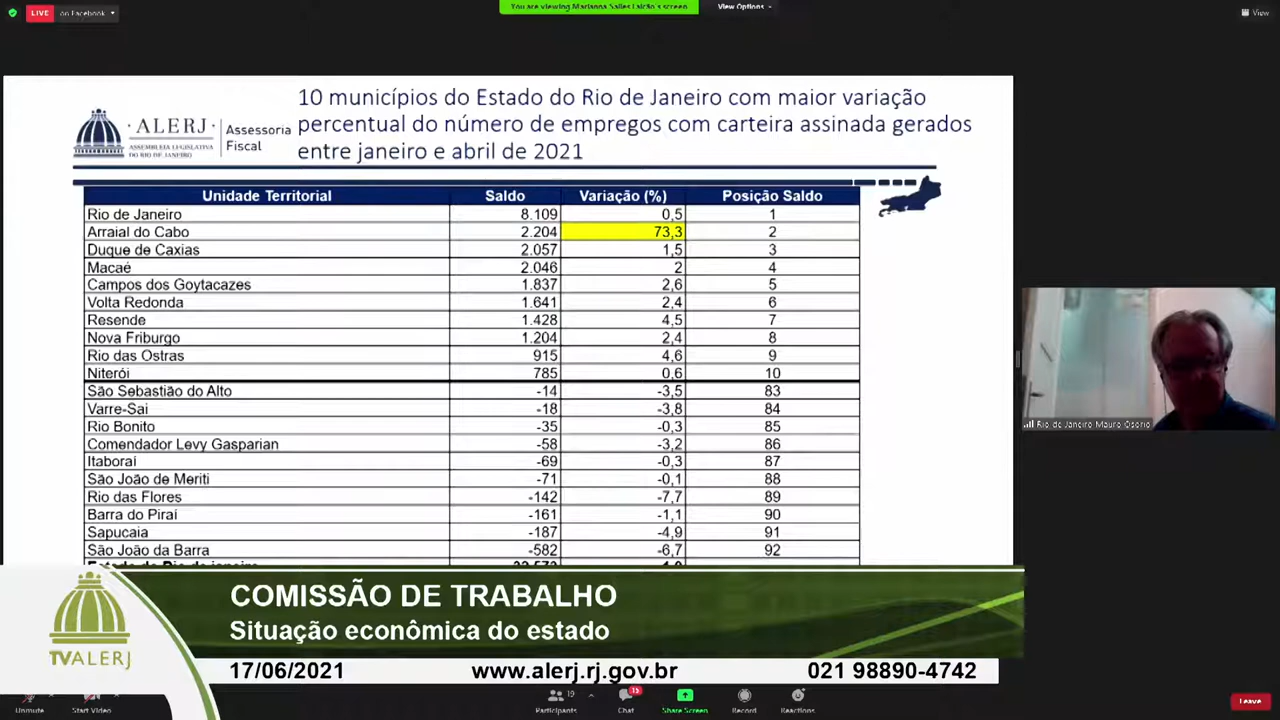 LIVE on Facebook
You are viewing Marianna Salles Falcão's screen
View Options
View
10 municípios do Estado do Rio de Janeiro com maior variação
percentual do número de empregos com carteira assinada gerados
entre janeiro e abril de 2021
ALERJ
ASSEMBLEIA LEGISLATIVA
DO RIO DE JANEIRO
Assessoria
Fiscal
Unidade Territorial Saldo Variação (%) Posição Saldo
Rio de Janeiro 8.109 0,5 1
Arraial do Cabo 2.204 73,3 2
Duque de Caxias 2.057 1,5 3
Macaé 2.046 2 4
Campos dos Goytacazes 1.837 2,6 5
Volta Redonda 1.641 2,4 6
Resende 1.428 4,5 7
Nova Friburgo 1.204 2,4 8
Rio das Ostras 915 4,6 9
Niterói 785 0,6 10
São Sebastião do Alto -14 -3,5 83
Varre-Sai -18 -3,8 84
Rio Bonito -35 -0,3 85
Comendador Levy Gasparian -58 -3,2 86
Itaboraí -69 -0,3 87
São João de Meriti -71 -0,1 88
Rio das Flores -142 -7,7 89
Barra do Piraí -161 -1,1 90
Sapucaia -187 -4,9 91
São João da Barra -582 -6,7 92
Rio de Janeiro Mauro Osorio
COMISSÃO DE TRABALHO
Situação econômica do estado
TVALERJ
17/06/2021 www.alerj.rj.gov.br 021 98890-4742
Unmute
Start Video
19
Participants
Chat
Share Screen
Record
Reactions
Leave